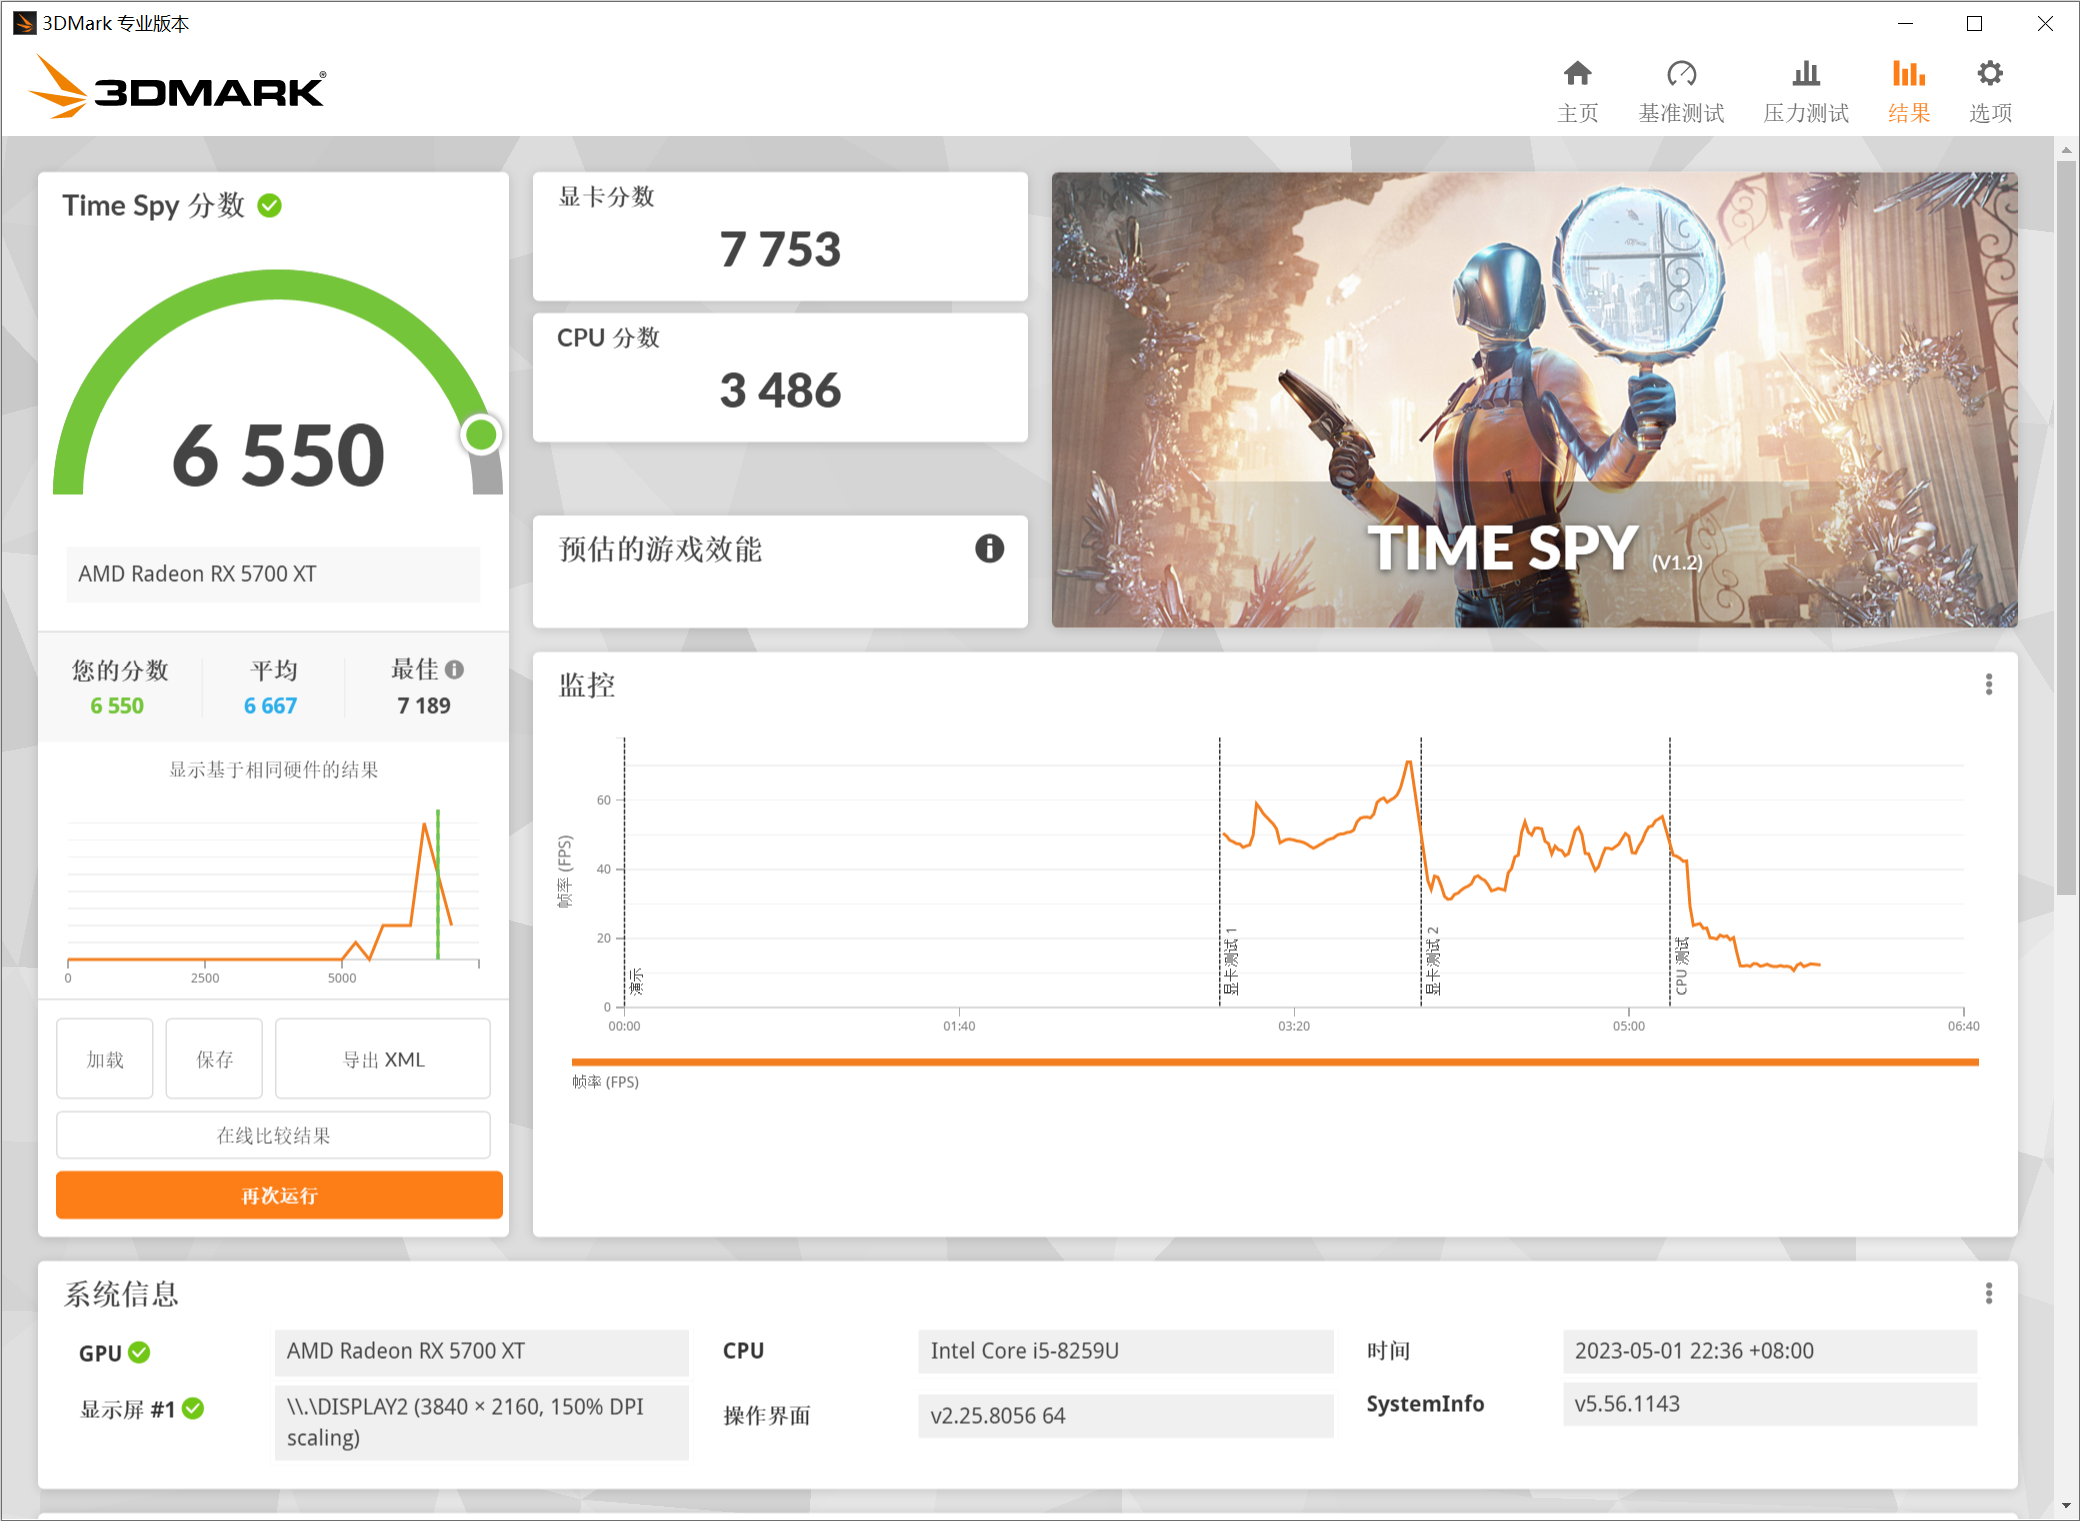 3DMark 专业版本
3DMARK®
主页
基准测试
压力测试
结果
选项
Time Spy 分数
6 550
AMD Radeon RX 5700 XT
您的分数
6 550
平均
6 667
最佳
7 189
显示基于相同硬件的结果
0
2500
5000
加载
保存
导出 XML
在线比较结果
再次运行
显卡分数
7 753
CPU 分数
3 486
预估的游戏效能
TIME SPY (V1.2)
监控
帧率 (FPS)
60
40
20
0
演示
显卡测试 1
显卡测试 2
CPU 测试
00:00
01:40
03:20
05:00
06:40
帧率 (FPS)
系统信息
GPU
AMD Radeon RX 5700 XT
显示屏 #1
\\.\DISPLAY2 (3840 × 2160, 150% DPI
scaling)
CPU
Intel Core i5-8259U
操作界面
v2.25.8056 64
时间
2023-05-01 22:36 +08:00
SystemInfo
v5.56.1143